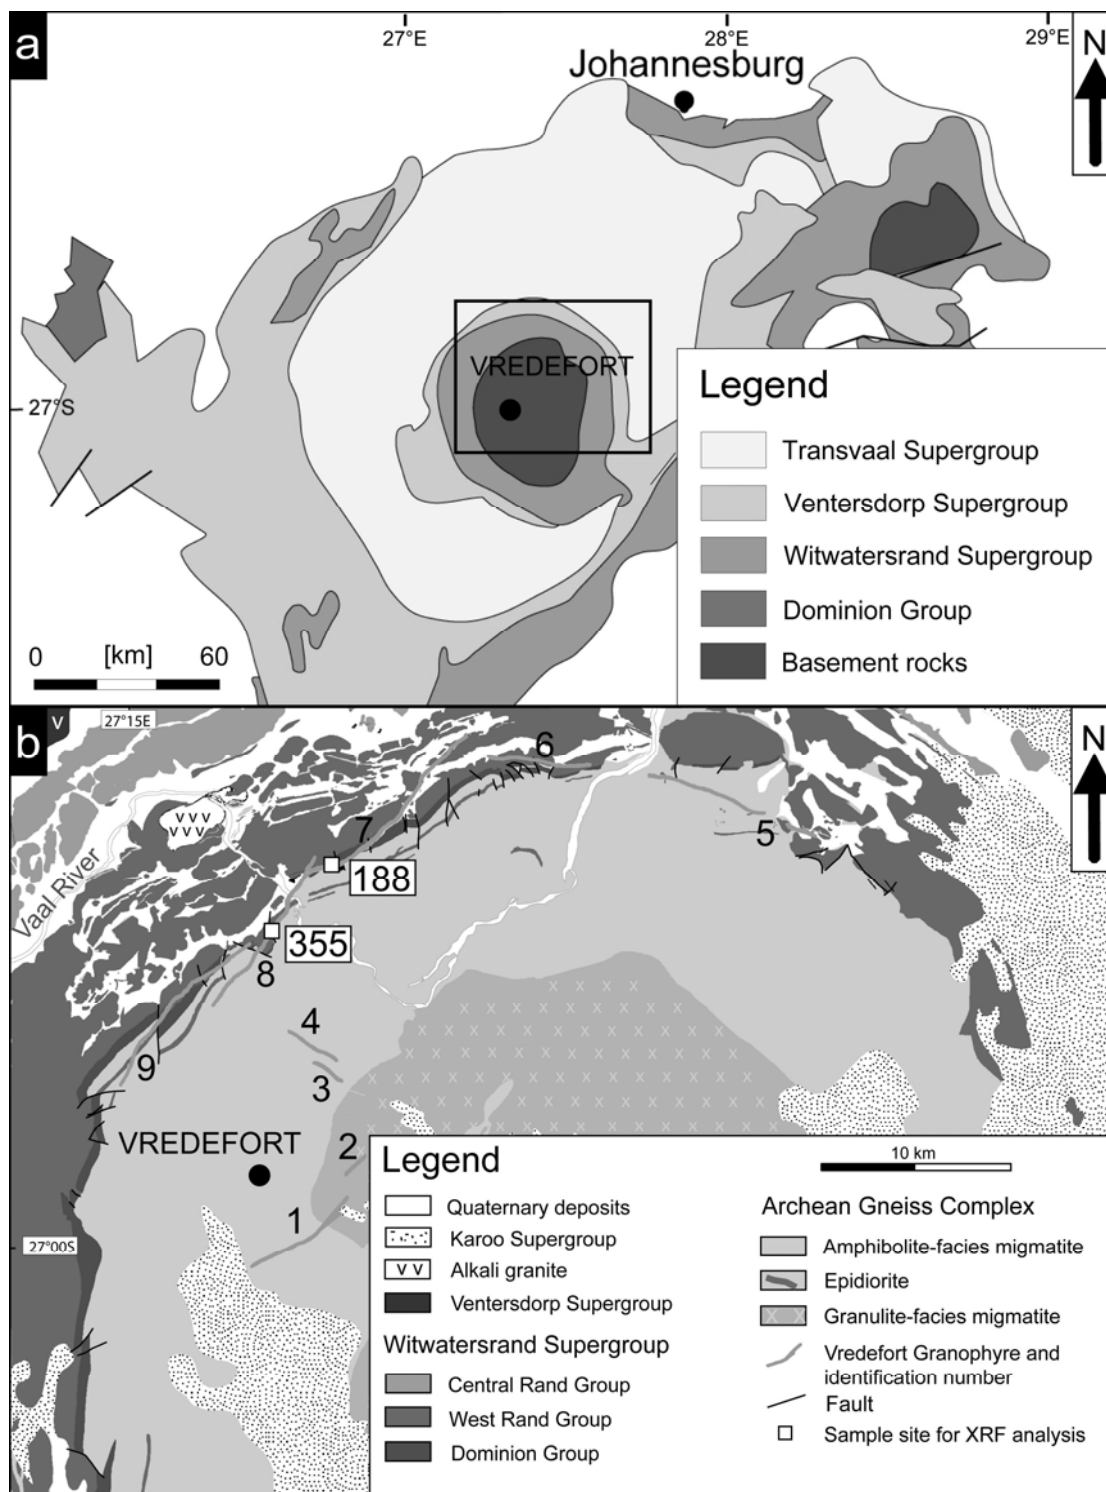 a
27°E
28°E
29°E
N
Johannesburg
VREDEFORT
27°S
Legend
Transvaal Supergroup
Ventersdorp Supergroup
Witwatersrand Supergroup
Dominion Group
Basement rocks
0 [km] 60
b
V
27°15E
N
6
V V V
V V V
7
5
188
Vaal River
355
8
4
9
3
VREDEFORT
2
1
27°00S
Legend
Quaternary deposits
Karoo Supergroup
V V Alkali granite
Ventersdorp Supergroup
Witwatersrand Supergroup
Central Rand Group
West Rand Group
Dominion Group
10 km
Archean Gneiss Complex
Amphibolite-facies migmatite
Epidiorite
Granulite-facies migmatite
Vredefort Granophyre and
identification number
Fault
Sample site for XRF analysis